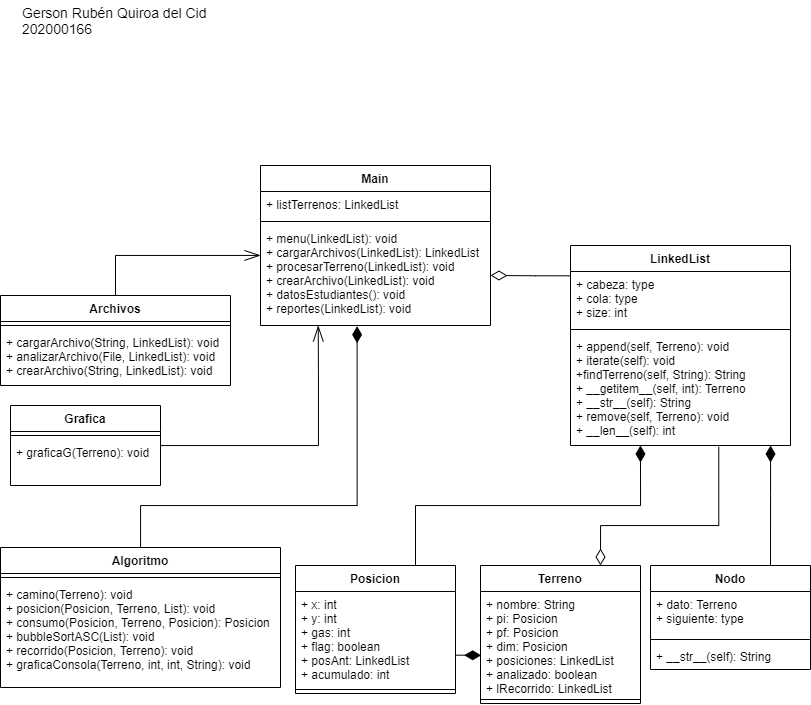 Gerson Rubén Quiroa del Cid
202000166
Main
+ listTerrenos: LinkedList
+ menu(LinkedList): void
+ cargarArchivos(LinkedList): LinkedList
+ procesarTerreno(LinkedList): void
+ crearArchivo(LinkedList): void
+ datosEstudiantes(): void
+ reportes(LinkedList): void
LinkedList
+ cabeza: type
+ cola: type
+ size: int
+ append(self, Terreno): void
+ iterate(self): void
+findTerreno(self, String): String
+ __getitem__(self, int): Terreno
+ __str__(self): String
+ remove(self, Terreno): void
+ __len__(self): int
Archivos
+ cargarArchivo(String, LinkedList): void
+ analizarArchivo(File, LinkedList): void
+ crearArchivo(String, LinkedList): void
Grafica
+ graficaG(Terreno): void
Algoritmo
+ camino(Terreno): void
+ posicion(Posicion, Terreno, List): void
+ consumo(Posicion, Terreno, Posicion): Posicion
+ bubbleSortASC(List): void
+ recorrido(Posicion, Terreno): void
+ graficaConsola(Terreno, int, int, String): void
Posicion
+ x: int
+ y: int
+ gas: int
+ flag: boolean
+ posAnt: LinkedList
+ acumulado: int
Terreno
+ nombre: String
+ pi: Posicion
+ pf: Posicion
+ dim: Posicion
+ posiciones: LinkedList
+ analizado: boolean
+ lRecorrido: LinkedList
Nodo
+ dato: Terreno
+ siguiente: type
+ __str__(self): String